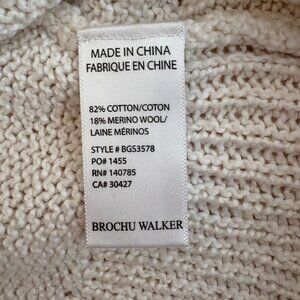 MADE IN CHINA
FABRIQUE EN CHINE
82% COTTON/COTON
18% MERINO WOOL/
LAINE MÉRINOS
STYLE # BGS3578
PO# 1455
RN# 140785
CA# 30427
BROCHU WALKER